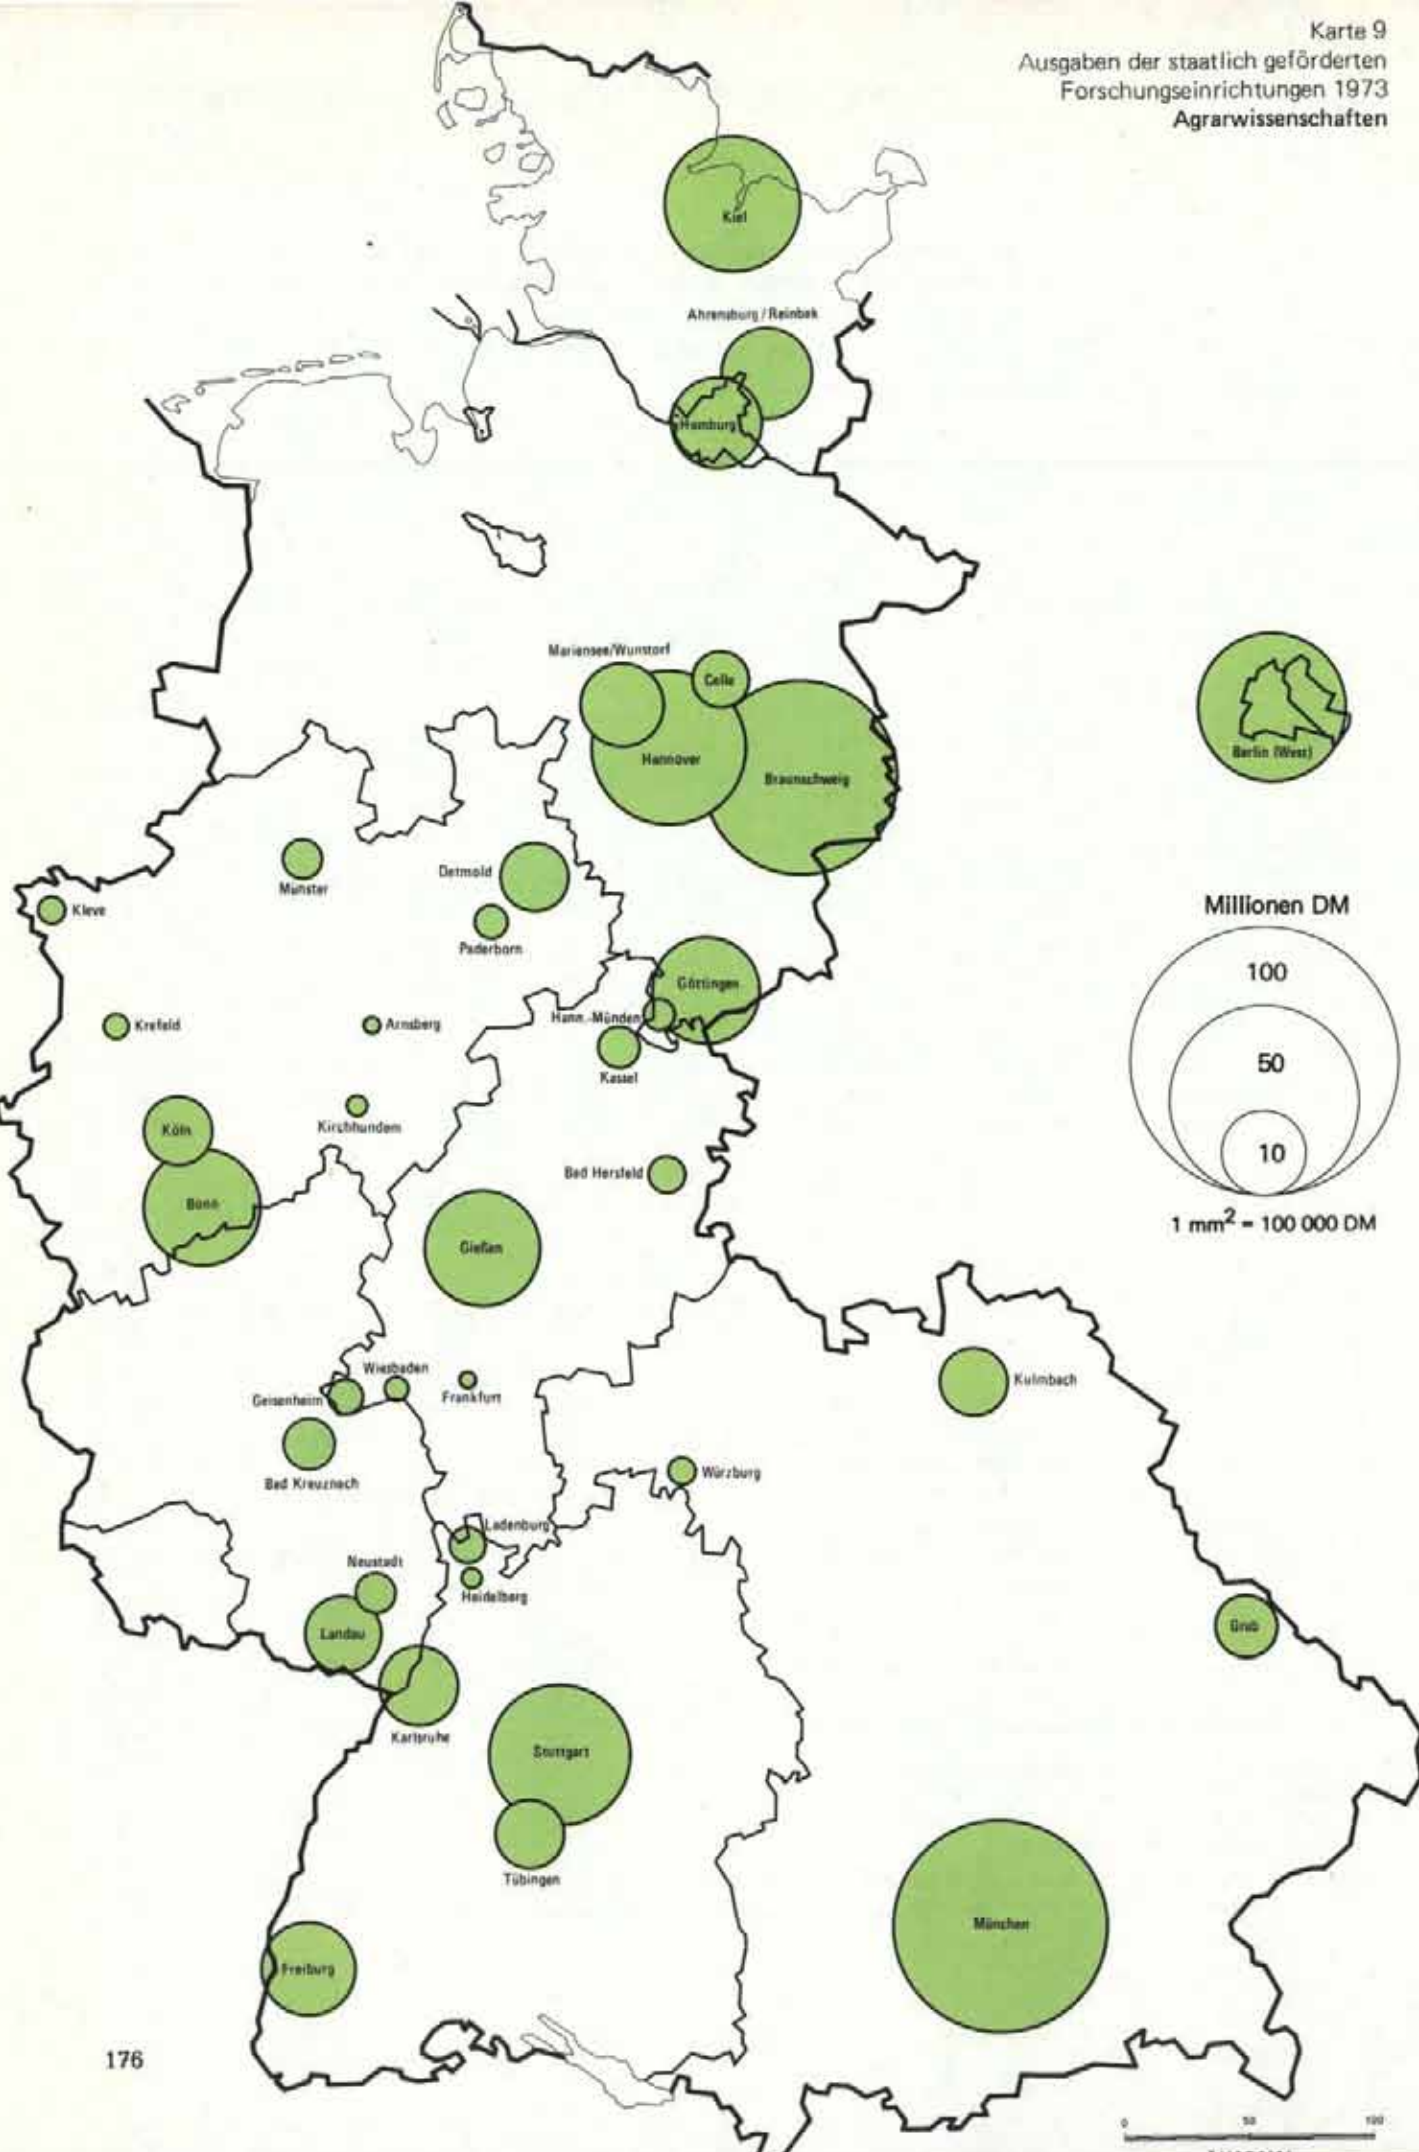 Karte 9
Ausgaben der staatlich geförderten
Forschungseinrichtungen 1973
Agrarwissenschaften
Kiel
Ahrensburg / Reinbek
Hamburg
Mariensee/Wunstorf
Celle
Hannover
Braunschweig
Berlin (West)
Münster
Detmold
Kleve
Paderborn
Millionen DM
100
50
10
1 mm² = 100 000 DM
Göttingen
Hann.-Münden
Krefeld
Arnsberg
Kassel
Köln
Kirchhundem
Bad Hersfeld
Bonn
Gießen
Wiesbaden
Geisenheim
Frankfurt
Kulmbach
Bad Kreuznach
Würzburg
Ladenburg
Neustadt
Heidelberg
Landau
Grub
Karlsruhe
Stuttgart
Tübingen
München
Freiburg
176
0 50 100